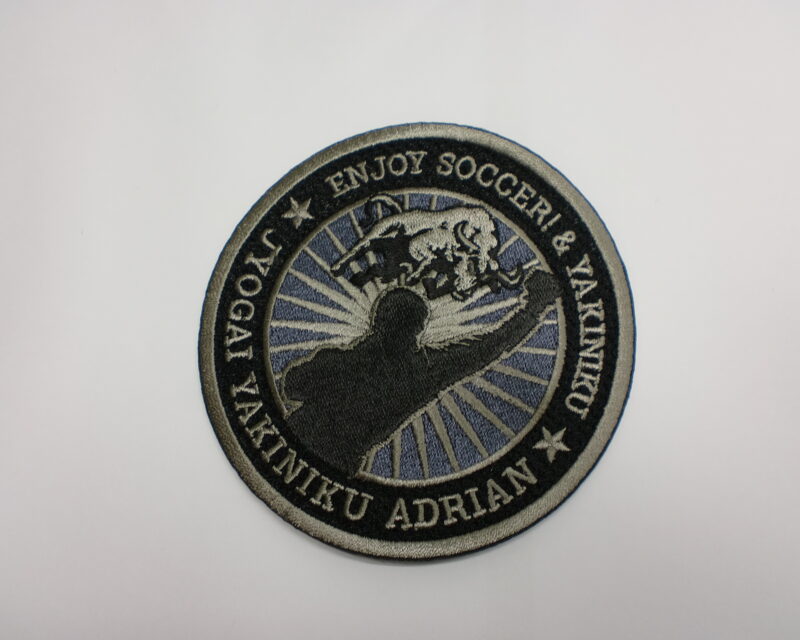 ENJOY SOCCER! & YAKINIKU
JYOGAI YAKINIKU ADRIAN